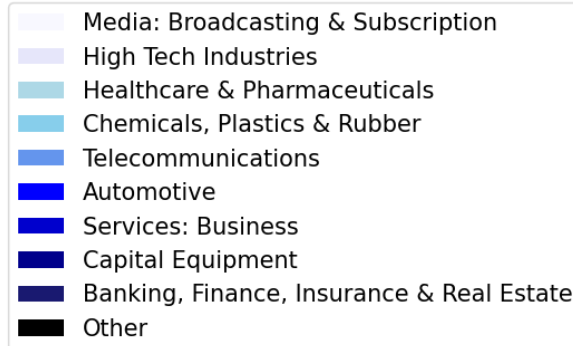 Media: Broadcasting & Subscription
High Tech Industries
Healthcare & Pharmaceuticals
Chemicals, Plastics & Rubber
Telecommunications
Automotive
Services: Business
Capital Equipment
Banking, Finance, Insurance & Real Estate
Other